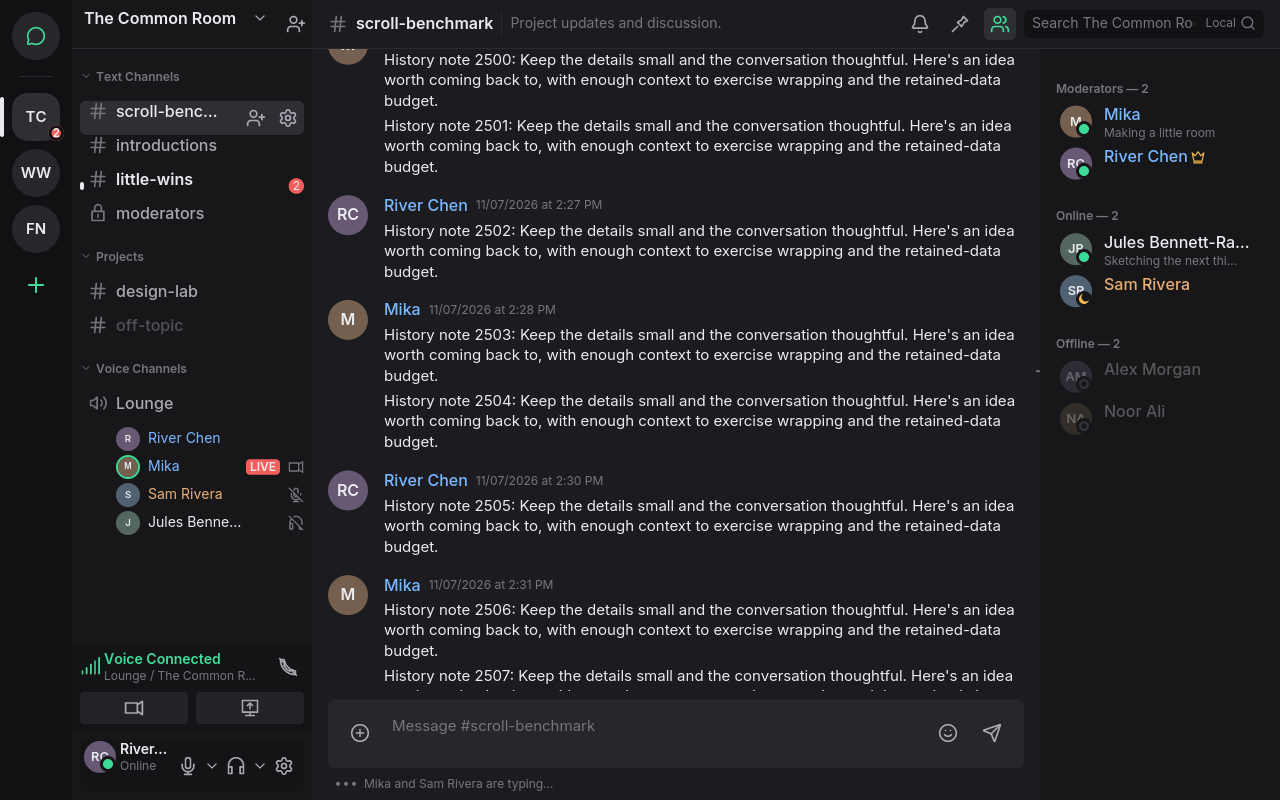 The Common Room
scroll-benchmark
Project updates and discussion.
Search The Common Ro
Local
TC
2
WW
FN
Text Channels
scroll-benc...
introductions
little-wins
2
moderators
Projects
design-lab
off-topic
Voice Channels
Lounge
R
River Chen
M
Mika
LIVE
S
Sam Rivera
J
Jules Benne...
Voice Connected
Lounge / The Common R...
River...
Online
History note 2500: Keep the details small and the conversation thoughtful. Here's an idea
worth coming back to, with enough context to exercise wrapping and the retained-data
budget.
History note 2501: Keep the details small and the conversation thoughtful. Here's an idea
worth coming back to, with enough context to exercise wrapping and the retained-data
budget.
RC
River Chen 11/07/2026 at 2:27 PM
History note 2502: Keep the details small and the conversation thoughtful. Here's an idea
worth coming back to, with enough context to exercise wrapping and the retained-data
budget.
M
Mika 11/07/2026 at 2:28 PM
History note 2503: Keep the details small and the conversation thoughtful. Here's an idea
worth coming back to, with enough context to exercise wrapping and the retained-data
budget.
History note 2504: Keep the details small and the conversation thoughtful. Here's an idea
worth coming back to, with enough context to exercise wrapping and the retained-data
budget.
RC
River Chen 11/07/2026 at 2:30 PM
History note 2505: Keep the details small and the conversation thoughtful. Here's an idea
worth coming back to, with enough context to exercise wrapping and the retained-data
budget.
M
Mika 11/07/2026 at 2:31 PM
History note 2506: Keep the details small and the conversation thoughtful. Here's an idea
worth coming back to, with enough context to exercise wrapping and the retained-data
budget.
History note 2507: Keep the details small and the conversation thoughtful. Here's an idea
Message #scroll-benchmark
Mika and Sam Rivera are typing...
Moderators — 2
M
Mika
Making a little room
River Chen
Online — 2
Jules Bennett-Ra...
Sketching the next thi...
Sam Rivera
Offline — 2
Alex Morgan
Noor Ali